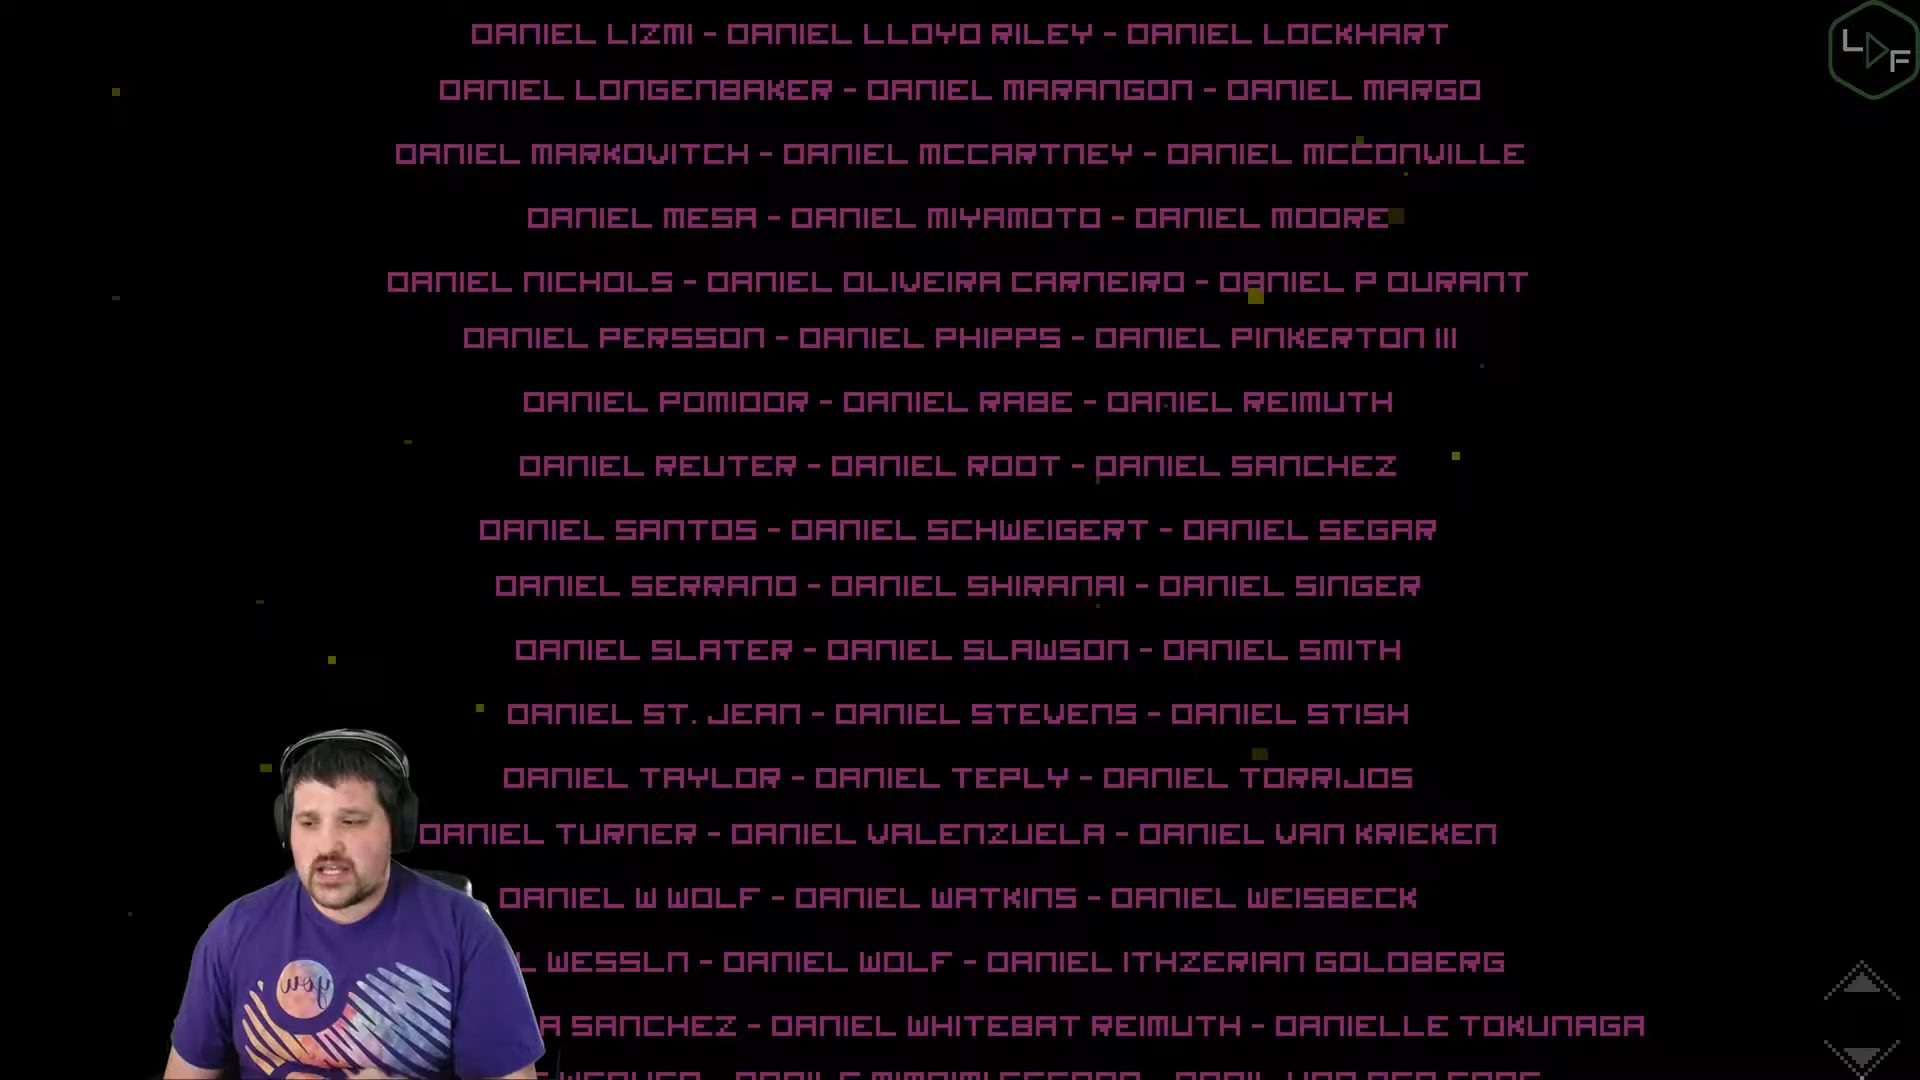 DANIEL LIZMI - DANIEL LLOYD RILEY - DANIEL LOCKHART
DANIEL LONGENBAKER - DANIEL MARANGON - DANIEL MARGO
DANIEL MARKOVITCH - DANIEL MCCARTNEY - DANIEL MCCONVILLE
DANIEL MESA - DANIEL MIYAMOTO - DANIEL MOORE
DANIEL NICHOLS - DANIEL OLIVEIRA CARNEIRO - DANIEL P DURANT
DANIEL PERSSON - DANIEL PHIPPS - DANIEL PINKERTON III
DANIEL POMIDOR - DANIEL RABE - DANIEL REIMUTH
DANIEL REUTER - DANIEL ROOT - DANIEL SANCHEZ
DANIEL SANTOS - DANIEL SCHWEIGERT - DANIEL SEGAR
DANIEL SERRANO - DANIEL SHIRANAI - DANIEL SINGER
DANIEL SLATER - DANIEL SLAWSON - DANIEL SMITH
DANIEL ST. JEAN - DANIEL STEVENS - DANIEL STISH
DANIEL TAYLOR - DANIEL TEPLY - DANIEL TORRIJOS
DANIEL TURNER - DANIEL VALENZUELA - DANIEL VAN KRIEKEN
DANIEL W WOLF - DANIEL WATKINS - DANIEL WEISBECK
L WESSLN - DANIEL WOLF - DANIEL ITHZERIAN GOLDBERG
A SANCHEZ - DANIEL WHITEBAT REIMUTH - DANIELLE TOKUNAGA
L F
you